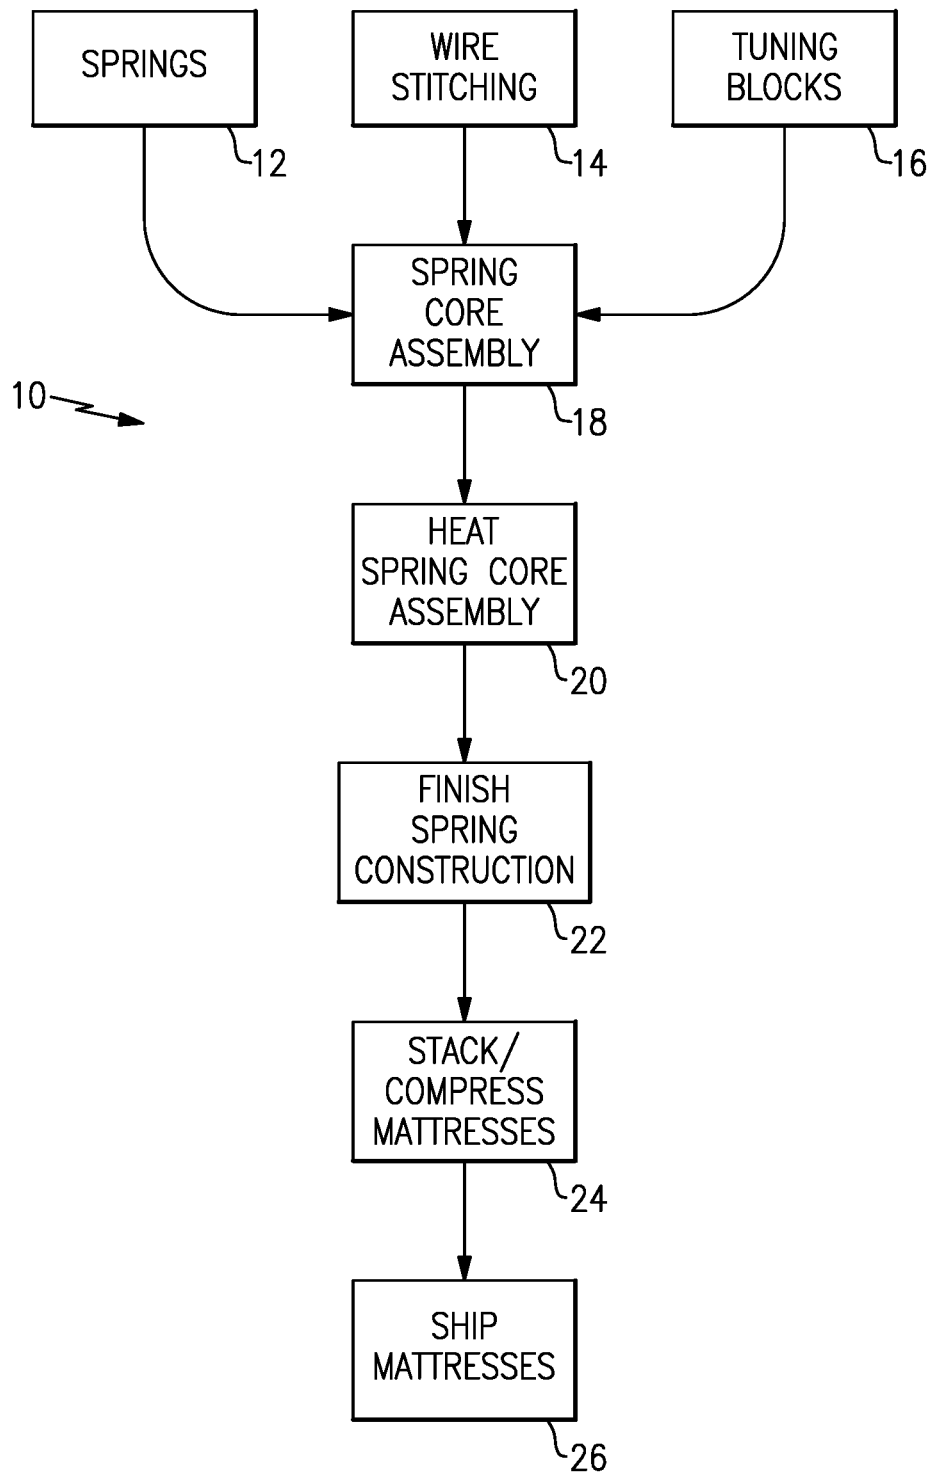 SPRINGS
12
WIRE
STITCHING
14
TUNING
BLOCKS
16
SPRING
CORE
ASSEMBLY
18
10
HEAT
SPRING CORE
ASSEMBLY
20
FINISH
SPRING
CONSTRUCTION
22
STACK/
COMPRESS
MATTRESSES
24
SHIP
MATTRESSES
26